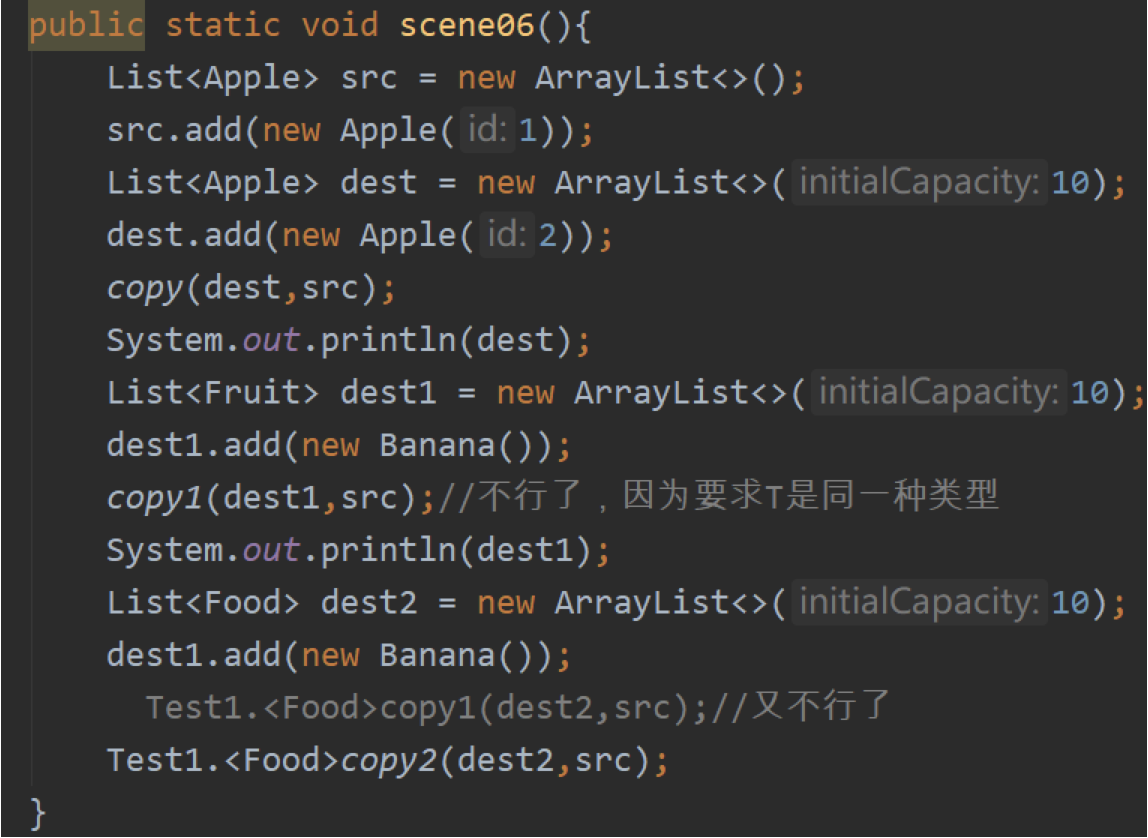 public static void scene06(){
List<Apple> src = new ArrayList<>();
src.add(new Apple( id: 1));
List<Apple> dest = new ArrayList<>( initialCapacity: 10);
dest.add(new Apple( id: 2));
copy(dest,src);
System.out.println(dest);
List<Fruit> dest1 = new ArrayList<>( initialCapacity: 10);
dest1.add(new Banana());
copy1(dest1,src);//不行了，因为要求T是同一种类型
System.out.println(dest1);
List<Food> dest2 = new ArrayList<>( initialCapacity: 10);
dest1.add(new Banana());
Test1.<Food>copy1(dest2,src);//又不行了
Test1.<Food>copy2(dest2,src);
}